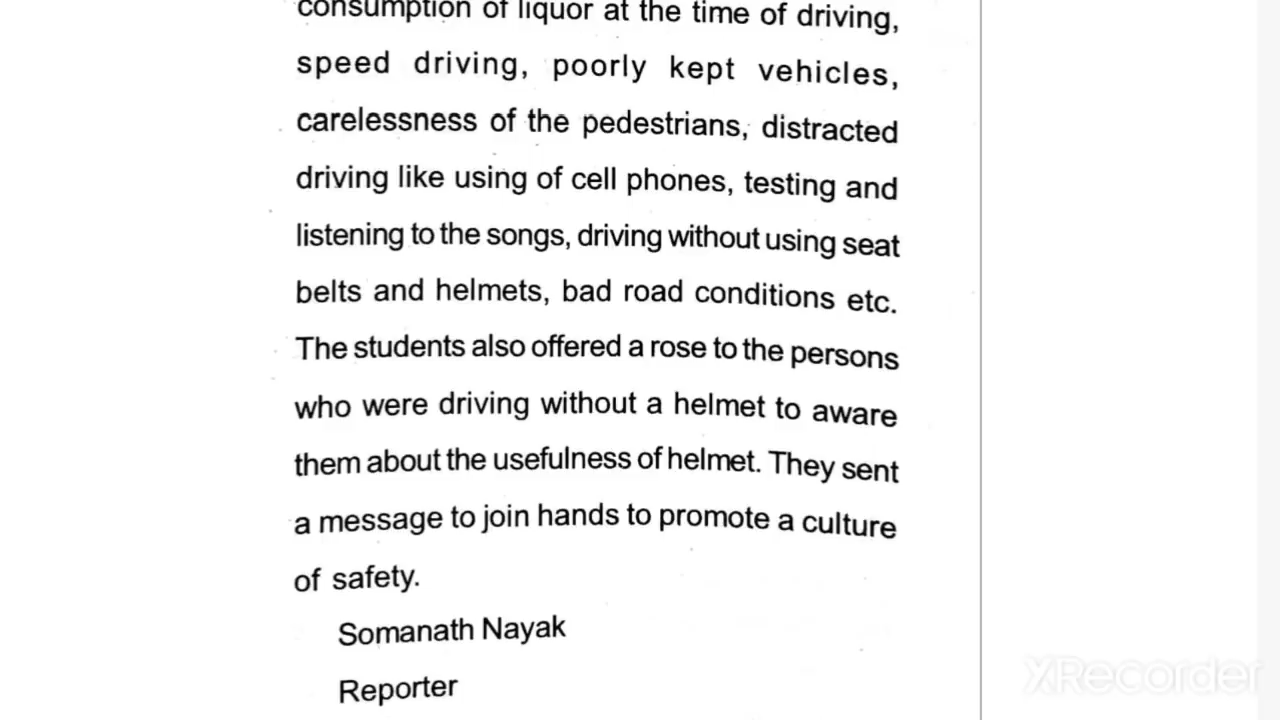 consumption of liquor at the time of driving,
speed driving, poorly kept vehicles,
carelessness of the pedestrians, distracted
driving like using of cell phones, testing and
listening to the songs, driving without using seat
belts and helmets, bad road conditions etc.
The students also offered a rose to the persons
who were driving without a helmet to aware
them about the usefulness of helmet. They sent
a message to join hands to promote a culture
of safety.
Somanath Nayak
Reporter
XRecorder